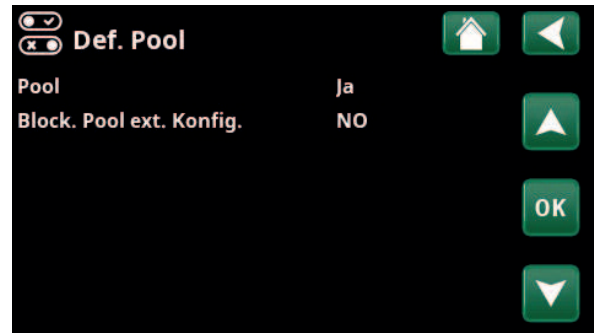 Def. Pool
Pool Ja
Block. Pool ext. Konfig. NO
OK